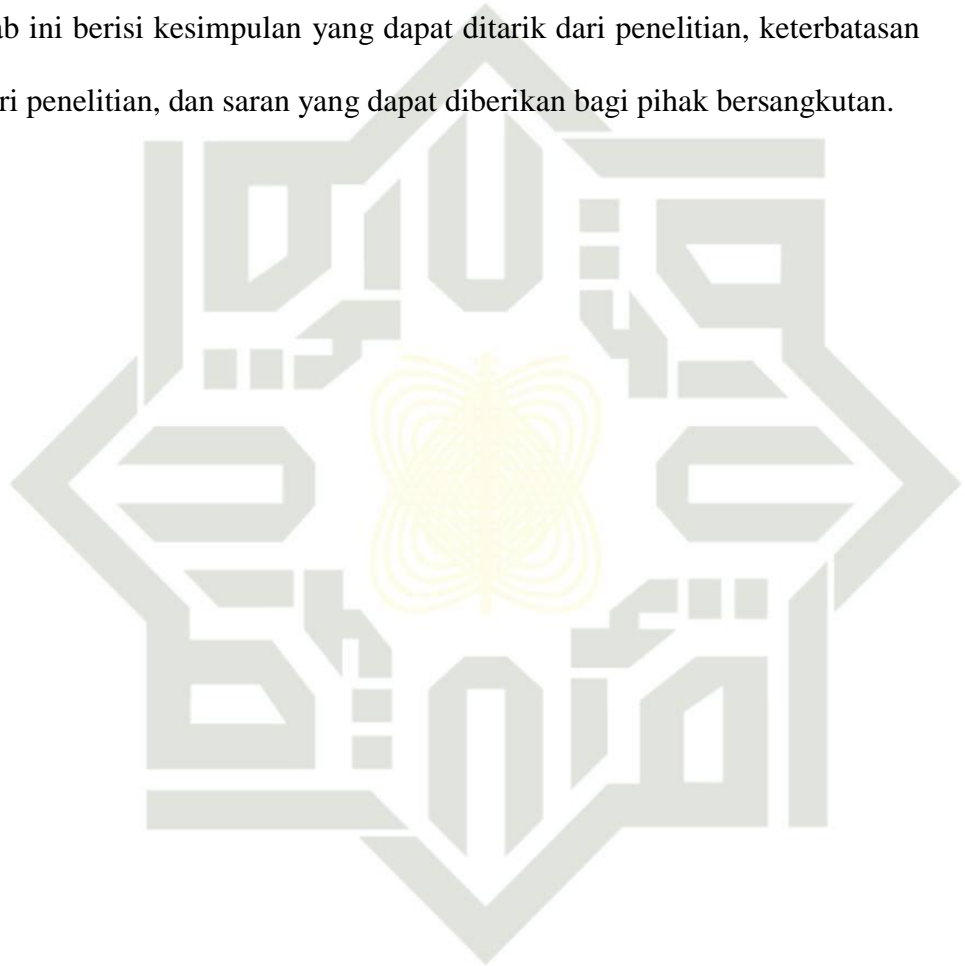 ab ini berisi kesimpulan yang dapat ditarik dari penelitian, keterbatasan
ri penelitian, dan saran yang dapat diberikan bagi pihak bersangkutan.